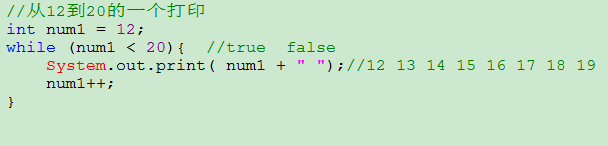 //从12到20的一个打印
int num1 = 12;
while (num1 < 20){  //true  false
    System.out.print( num1 + " ");//12 13 14 15 16 17 18 19
    num1++;
}